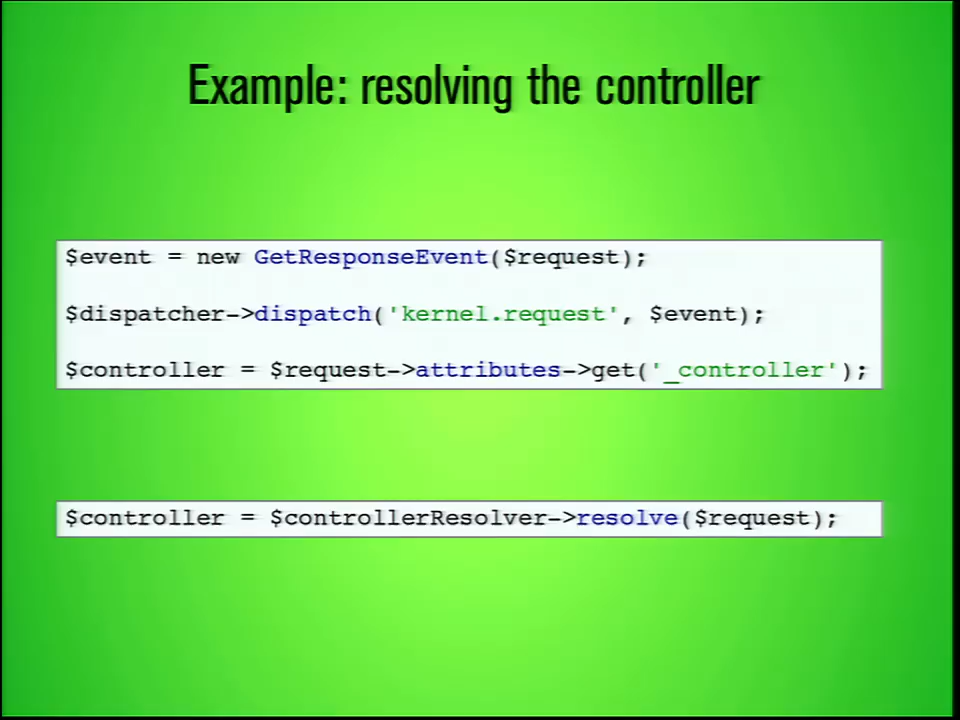 Example: resolving the controller
$event = new GetResponseEvent($request);
$dispatcher->dispatch('kernel.request', $event);
$controller = $request->attributes->get('_controller');
$controller = $controllerResolver->resolve($request);